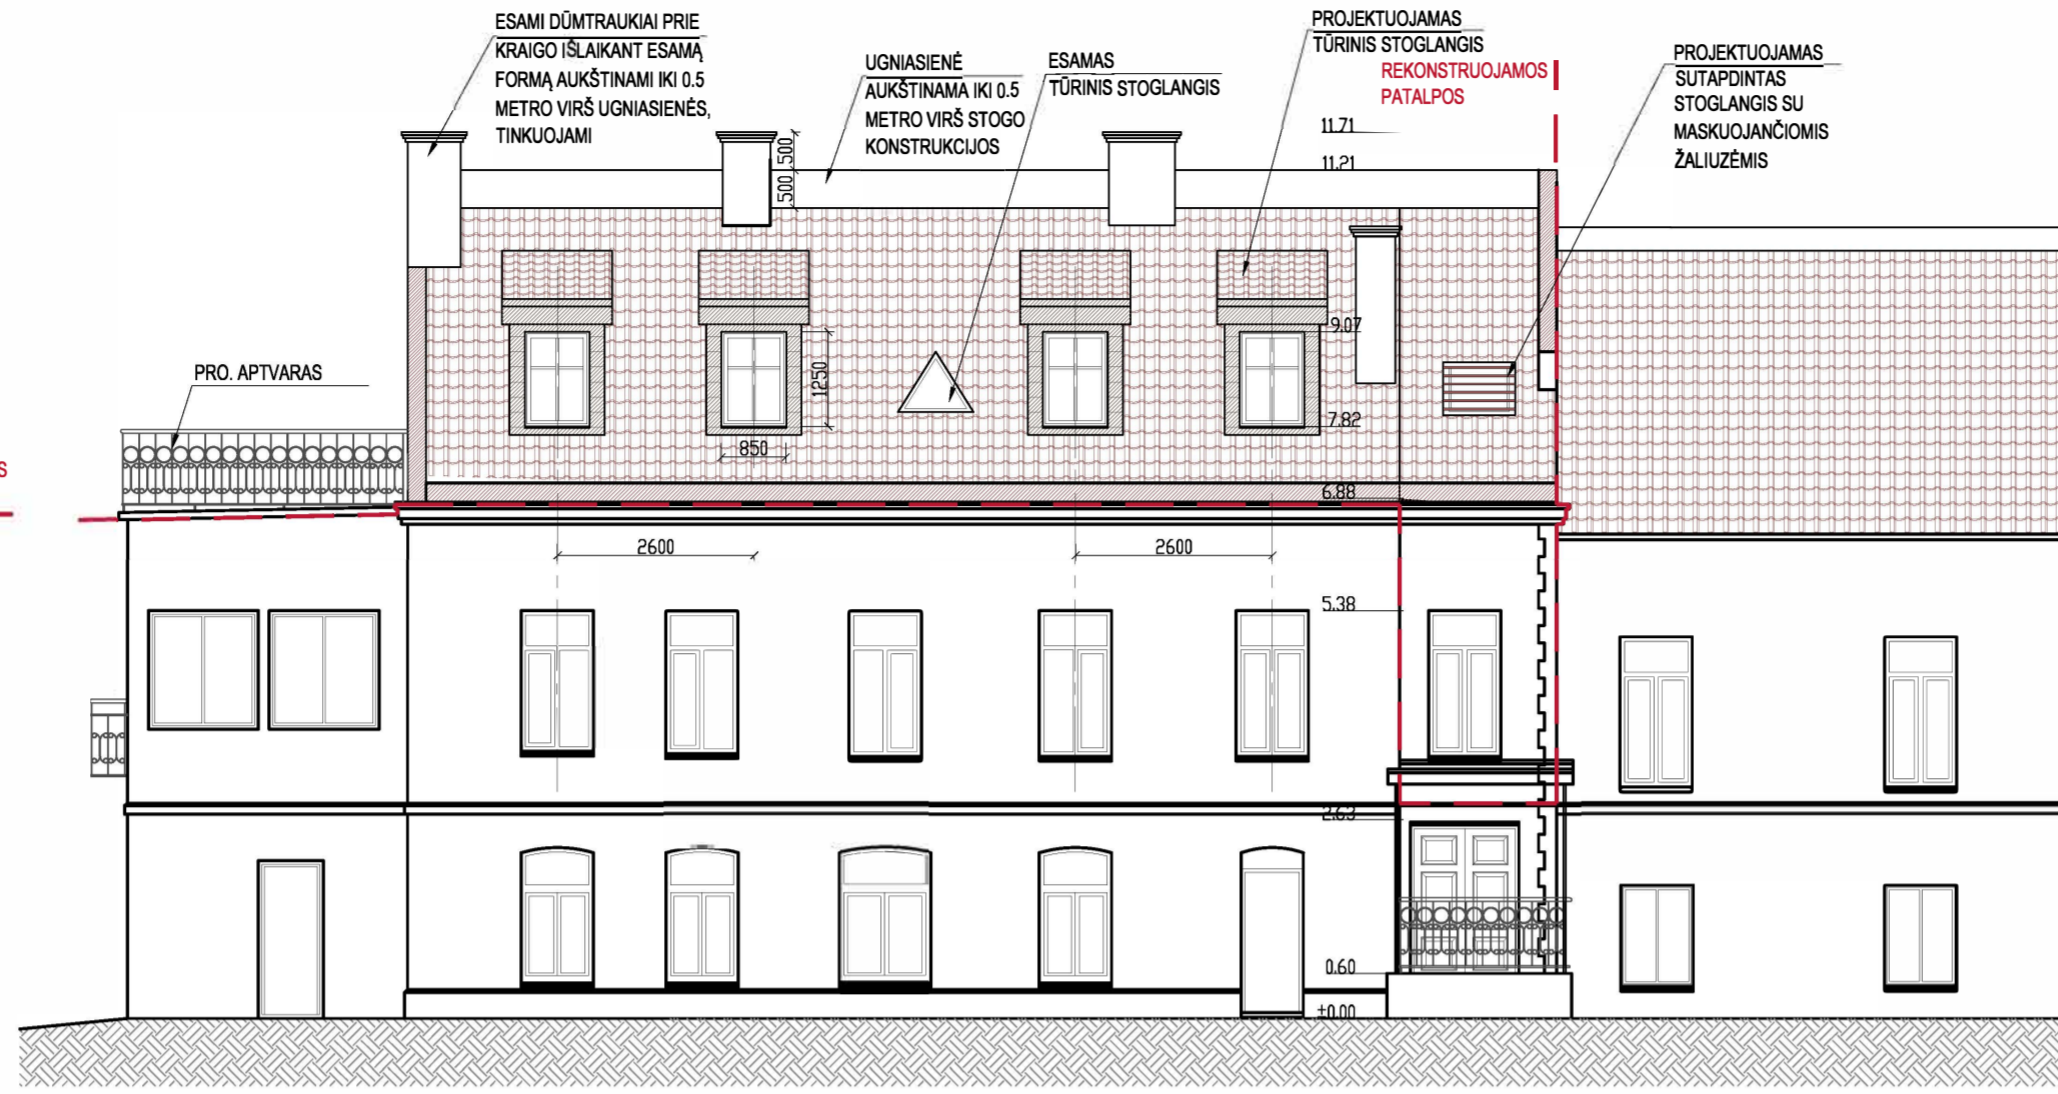 ESAMI DŪMTRAUKIAI PRIE
KRAIGO IŠLAIKANT ESAMĄ
FORMĄ AUKŠTINAMI IKI 0.5
METRO VIRŠ UGNIASIENĖS,
TINKUOJAMI
UGNIASIENĖ
AUKŠTINAMA IKI 0.5
METRO VIRŠ STOGO
KONSTRUKCIJOS
ESAMAS
TŪRINIS STOGLANGIS
PROJEKTUOJAMAS
TŪRINIS STOGLANGIS
REKONSTRUOJAMOS
PATALPOS
PROJEKTUOJAMAS
SUTAPDINTAS
STOGLANGIS SU
MASKUOJANČIOMIS
ŽALIUZĖMIS
11.71
11.21
500
500
9.07
1250
7.82
850
PRO. APTVARAS
S
6.88
2600
2600
5.38
2.63
0.60
±0.00